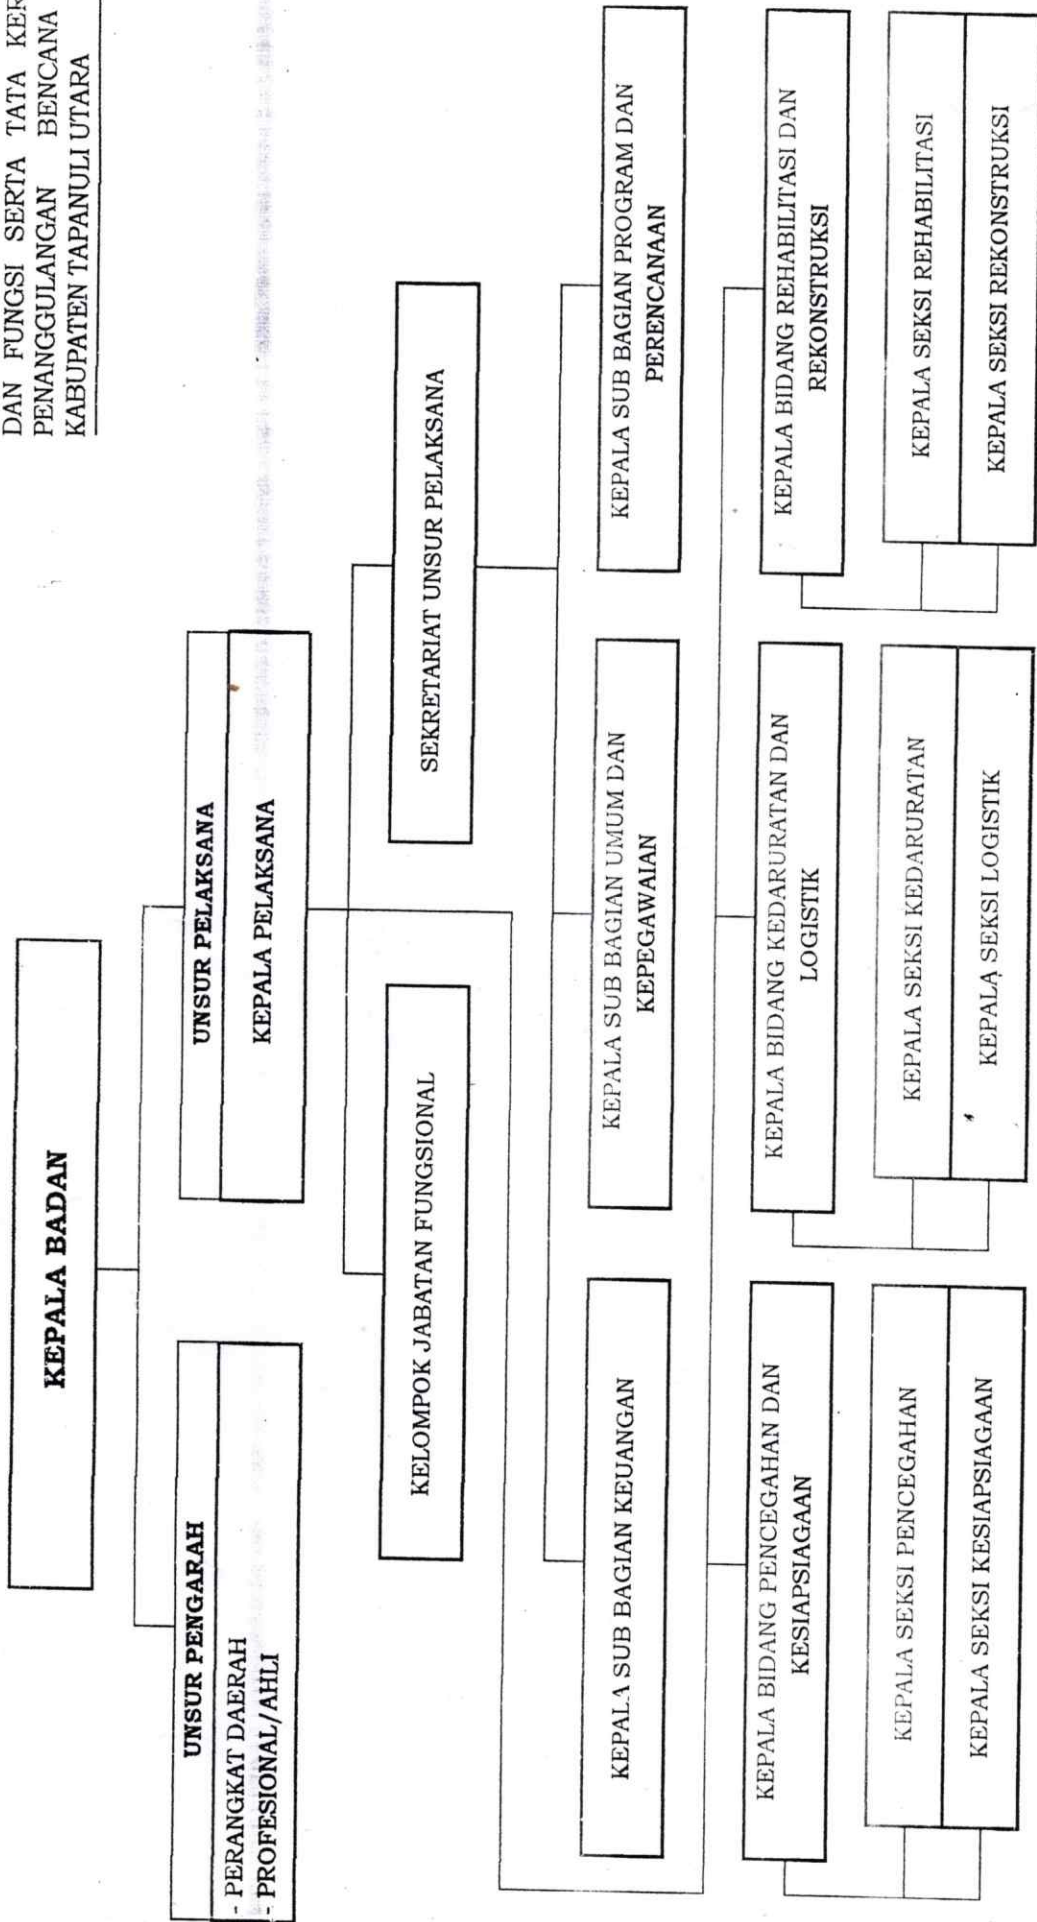 DAN FUNGSI SERTA TATA
PENANGGULANGAN BENCANA
KABUPATEN TAPANULI UTARA
KEPALA BADAN
UNSUR PENGARAH
- PERANGKAT DAERAH
- PROFESIONAL/AHLI
UNSUR PELAKSANA
KEPALA PELAKSANA
KELOMPOK JABATAN FUNGSIONAL
SEKRETARIAT UNSUR PELAKSANA
KEPALA SUB BAGIAN KEUANGAN
KEPALA SUB BAGIAN UMUM DAN
KEPEGAWAIAN
KEPALA SUB BAGIAN PROGRAM DAN
PERENCANAAN
KEPALA BIDANG PENCEGAHAN DAN
KESIAPSIAGAAN
KEPALA BIDANG KEDARURATAN DAN
LOGISTIK
KEPALA BIDANG REHABILITASI DAN
REKONSTRUKSI
KEPALA SEKSI PENCEGAHAN
KEPALA SEKSI KESIAPSIAGAAN
KEPALA SEKSI KEDARURATAN
KEPALA SEKSI LOGISTIK
KEPALA SEKSI REHABILITASI
KEPALA SEKSI REKONSTRUKSI